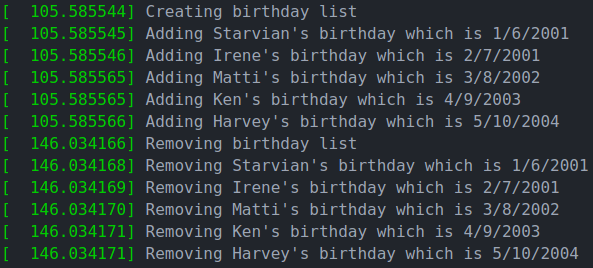 [  105.585544] Creating birthday list
[  105.585545] Adding Starvian's birthday which is 1/6/2001
[  105.585546] Adding Irene's birthday which is 2/7/2001
[  105.585565] Adding Matti's birthday which is 3/8/2002
[  105.585565] Adding Ken's birthday which is 4/9/2003
[  105.585566] Adding Harvey's birthday which is 5/10/2004
[  146.034166] Removing birthday list
[  146.034168] Removing Starvian's birthday which is 1/6/2001
[  146.034169] Removing Irene's birthday which is 2/7/2001
[  146.034170] Removing Matti's birthday which is 3/8/2002
[  146.034171] Removing Ken's birthday which is 4/9/2003
[  146.034171] Removing Harvey's birthday which is 5/10/2004